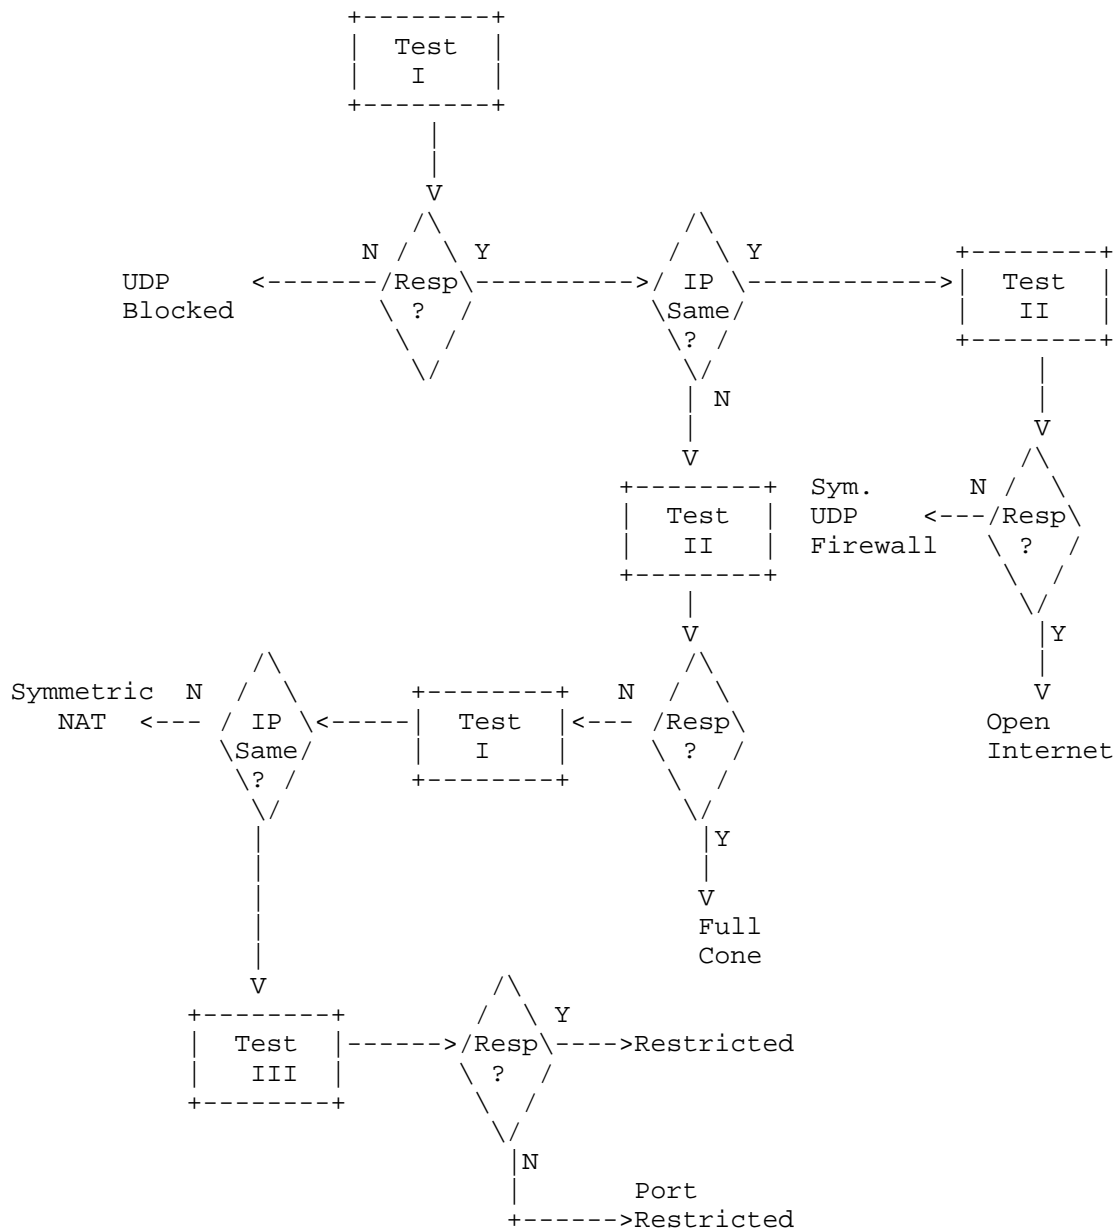 Test
I
N
Y
Y
UDP
Blocked
Resp
?
IP
Same
?
Test
II
N
V
V
V
Test
II
Sym.
UDP
Firewall
N
Resp
?
V
Y
V
Open
Internet
Symmetric
NAT
N
IP
Same
?
Test
I
N
Resp
?
Y
V
Full
Cone
V
Test
III
Resp
?
Y
Restricted
N
Port
Restricted